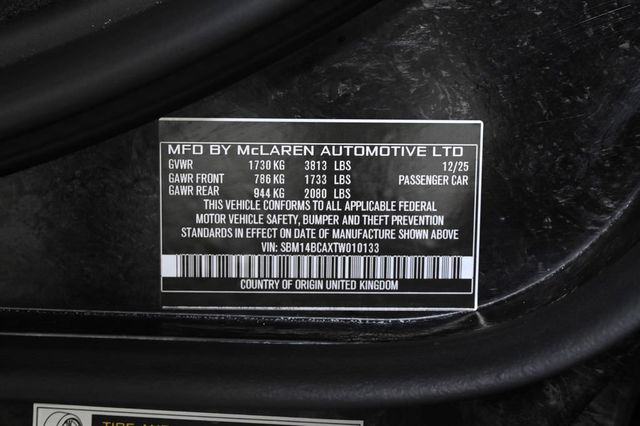 MFD BY McLAREN AUTOMOTIVE LTD
GVWR 1730 KG 3813 LBS 12/25
GAWR FRONT 786 KG 1733 LBS PASSENGER CAR
GAWR REAR 944 KG 2080 LBS
THIS VEHICLE CONFORMS TO ALL APPLICABLE FEDERAL
MOTOR VEHICLE SAFETY, BUMPER AND THEFT PREVENTION
STANDARDS IN EFFECT ON DATE OF MANUFACTURE SHOWN ABOVE
VIN: SBM14BCAXTW010133
COUNTRY OF ORIGIN UNITED KINGDOM
TIRE AND